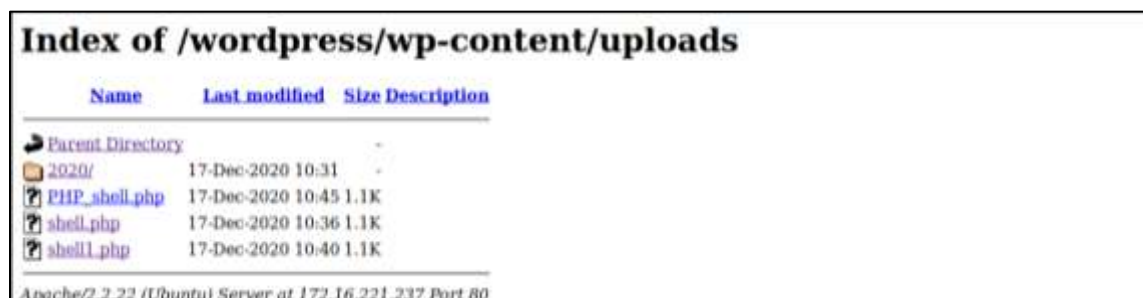 Index of /wordpress/wp-content/uploads
Name Last modified Size Description
Parent Directory -
2020/ 17-Dec-2020 10:31 -
PHP_shell.php 17-Dec-2020 10:45 1.1K
shell.php 17-Dec-2020 10:36 1.1K
shell1.php 17-Dec-2020 10:40 1.1K
Apache/2.2.22 (Ubuntu) Server at 172.16.221.237 Port 80